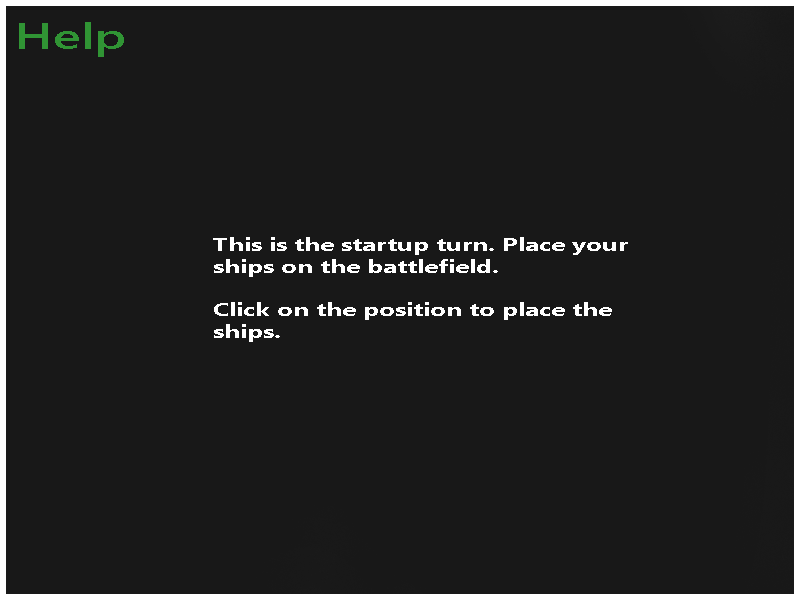 Help
This is the startup turn. Place your
ships on the battlefield.
Click on the position to place the
ships.